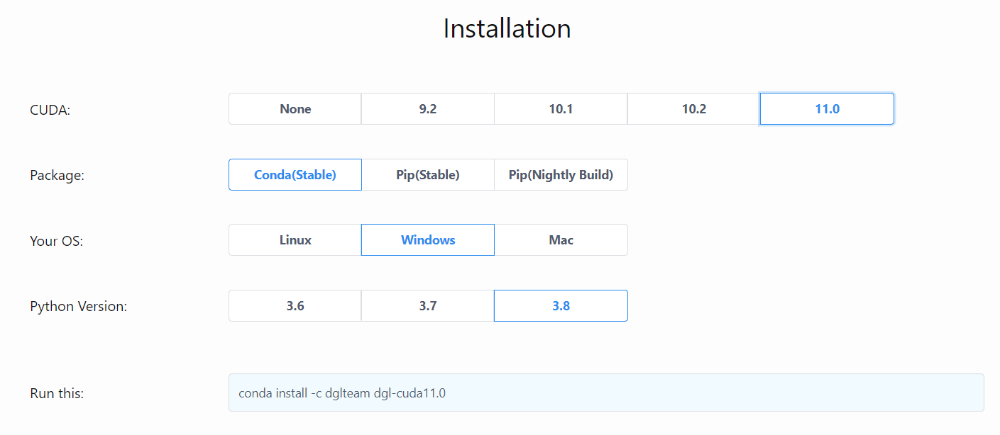 Installation
CUDA: None 9.2 10.1 10.2 11.0
Package: Conda(Stable) Pip(Stable) Pip(Nightly Build)
Your OS: Linux Windows Mac
Python Version: 3.6 3.7 3.8
Run this: conda install -c dglteam dgl-cuda11.0